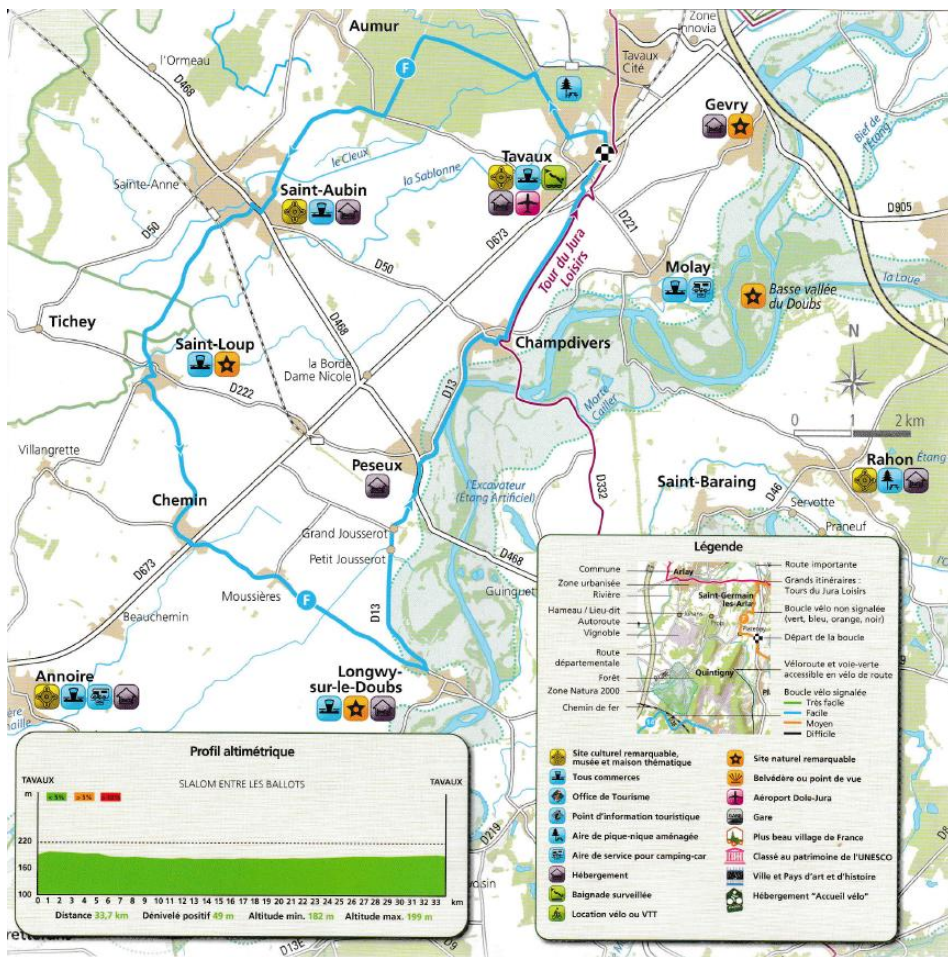 Aumur
Zone
Innovia
Tavaux
Cité
l'Ormeau
D468
F
Gevry
Bief de
l'Étang
le Cleux
Tavaux
la Sablonne
Sainte-Anne
Saint-Aubin
D50
D673
D221
D905
Tour du Jura
Loisirs
D50
Molay
la Loue
Basse vallée
du Doubs
Tichey
D468
Saint-Loup
Champdivers
N
la Borde
Dame Nicole
D13
Morte
Cailler
0 1 2 km
D222
Villangrette
Peseux
l'Excavateur
(Étang Artificiel)
Rahon
Étang
Saint-Baraing
D46
Servotte
Praneuf
D332
Chemin
Grand Jousserot
Petit Jousserot
D468
D673
Moussières
F
Guinguet
Beauchemin
D13
Annoire
Longwy-
sur-le-Doubs
D219
D13E
D9
Profil altimétrique
TAVAUX
SLALOM ENTRE LES BALLOTS
TAVAUX
m
220
160
100
0 1 2 3 4 5 6 7 8 9 10 11 12 13 14 15 16 17 18 19 20 21 22 23 24 25 26 27 28 29 30 31 32 33
km
Distance 33,7 km Dénivelé positif 49 m Altitude min. 182 m Altitude max. 199 m
Légende
Commune
Zone urbanisée
Rivière
Hameau / Lieu-dit
Autoroute
Vignoble
Route
départementale
Forêt
Zone Natura 2000
Chemin de fer
Arlay
Saint-Germain
les-Arla
Quintigny
Route importante
Grands itinéraires :
Tours du Jura Loisirs
Boucle vélo non signalée
(vert, bleu, orange, noir)
Départ de la boucle
Véloroute et voie-verte
accessible en vélo de route
Boucle vélo signalée
Très facile
Facile
Moyen
Difficile
Site culturel remarquable,
musée et maison thématique
Tous commerces
Office de Tourisme
Point d'information touristique
Aire de pique-nique aménagée
Aire de service pour camping-car
Hébergement
Baignade surveillée
Location vélo ou VTT
Site naturel remarquable
Belvédère ou point de vue
Aéroport Dole-Jura
Gare
Plus beau village de France
Classé au patrimoine de l'UNESCO
Ville et Pays d'art et d'histoire
Hébergement "Accueil vélo"